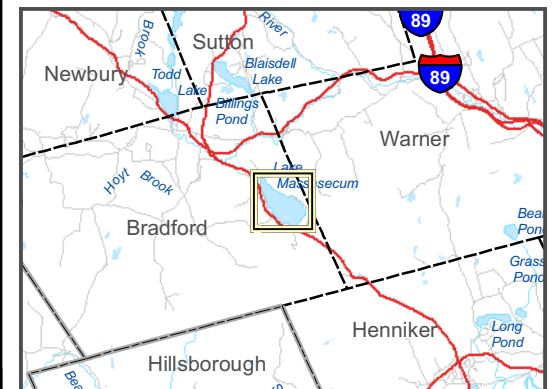 89
River
Brook
Sutton
Blaisdell
Lake
Newbury
Todd
Lake
89
Billings
Pond
Warner
Lake
Massasecum
Hoyt Brook
Bradford
Pond
Pond
Henniker
Long
Pond
Hillsborough